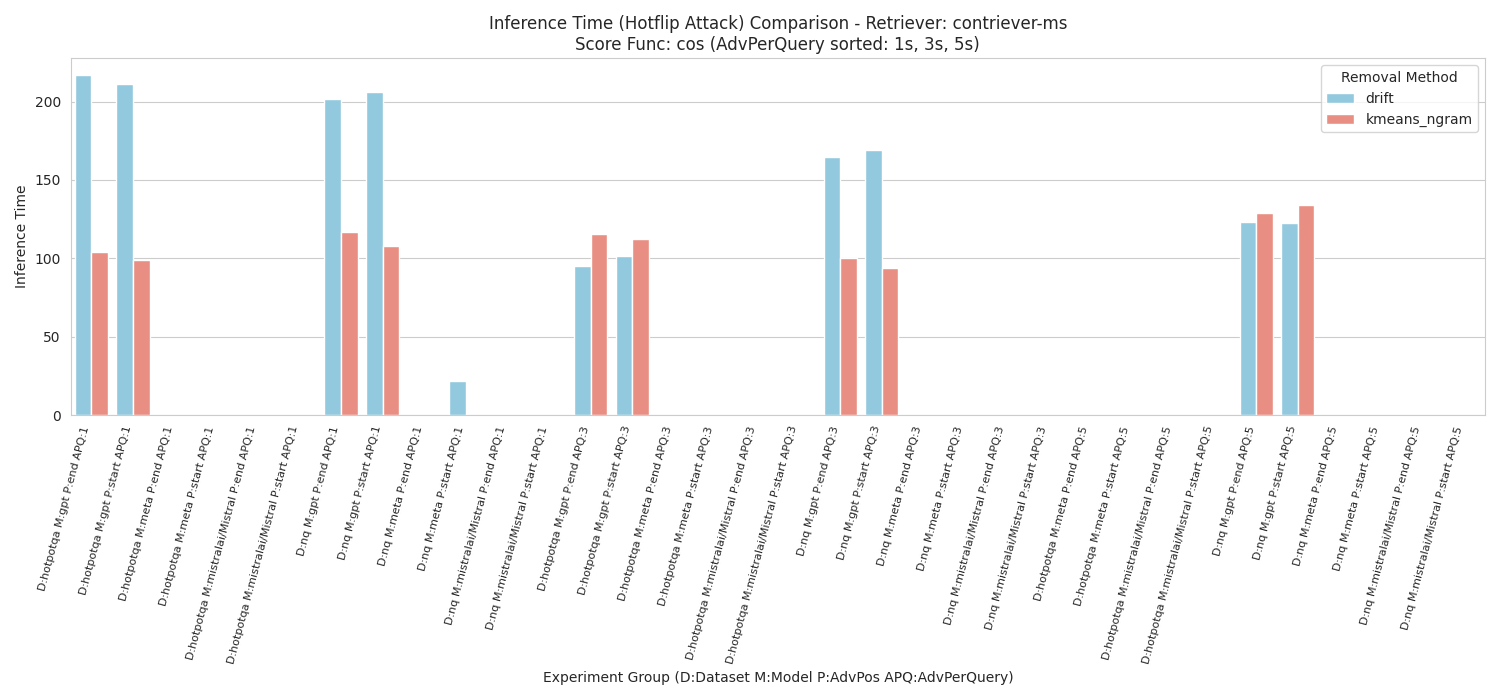 Inference Time (Hotflip Attack) Comparison - Retriever: contriever-ms
Score Func: cos (AdvPerQuery sorted: 1s, 3s, 5s)
Removal Method
drift
kmeans_ngram
Inference Time
200
150
100
50
0
D:hotpotqa M:gpt P:end APQ:1
D:hotpotqa M:gpt P:start APQ:1
D:hotpotqa M:meta P:end APQ:1
D:hotpotqa M:meta P:start APQ:1
D:hotpotqa M:mistralai/Mistral P:end APQ:1
D:hotpotqa M:mistralai/Mistral P:start APQ:1
D:nq M:gpt P:end APQ:1
D:nq M:gpt P:start APQ:1
D:nq M:meta P:end APQ:1
D:nq M:meta P:start APQ:1
D:nq M:mistralai/Mistral P:end APQ:1
D:nq M:mistralai/Mistral P:start APQ:1
D:hotpotqa M:gpt P:end APQ:3
D:hotpotqa M:gpt P:start APQ:3
D:hotpotqa M:meta P:end APQ:3
D:hotpotqa M:meta P:start APQ:3
D:hotpotqa M:mistralai/Mistral P:end APQ:3
D:hotpotqa M:mistralai/Mistral P:start APQ:3
D:nq M:gpt P:end APQ:3
D:nq M:gpt P:start APQ:3
D:nq M:meta P:end APQ:3
D:nq M:meta P:start APQ:3
D:nq M:mistralai/Mistral P:end APQ:3
D:nq M:mistralai/Mistral P:start APQ:3
D:hotpotqa M:meta P:end APQ:5
D:hotpotqa M:meta P:start APQ:5
D:hotpotqa M:mistralai/Mistral P:end APQ:5
D:hotpotqa M:mistralai/Mistral P:start APQ:5
D:nq M:gpt P:end APQ:5
D:nq M:gpt P:start APQ:5
D:nq M:meta P:end APQ:5
D:nq M:meta P:start APQ:5
D:nq M:mistralai/Mistral P:end APQ:5
D:nq M:mistralai/Mistral P:start APQ:5
Experiment Group (D:Dataset M:Model P:AdvPos APQ:AdvPerQuery)